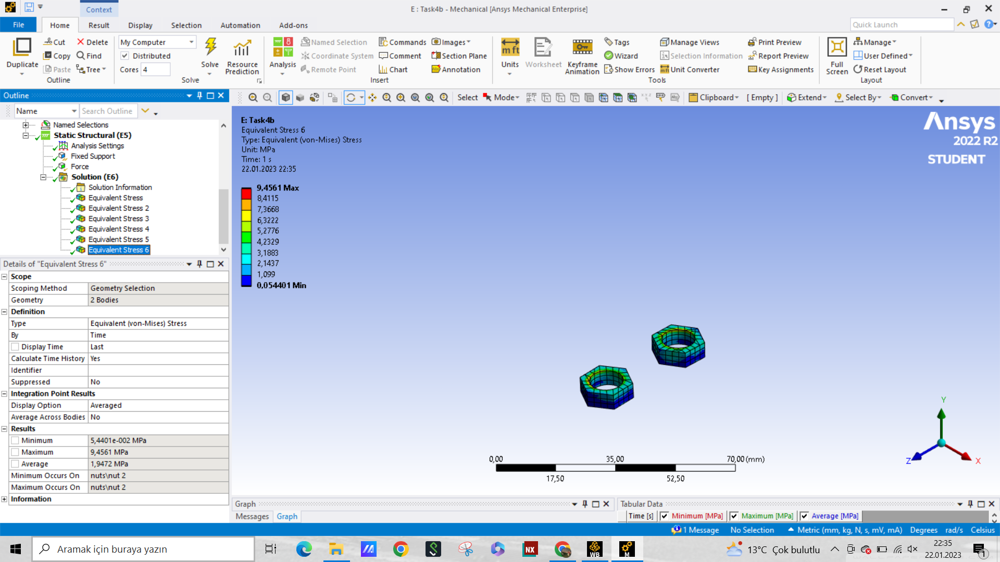 Context
E : Task4b - Mechanical [Ansys Mechanical Enterprise]
File
Home
Result
Display
Selection
Automation
Add-ons
Quick Launch
Duplicate
Cut
Copy
Paste
Delete
Find
Tree
Outline
My Computer
Distributed
Cores 4
Solve
Resource Prediction
Solve
Analysis
Named Selection
Coordinate System
Remote Point
Commands
Comment
Chart
Images
Section Plane
Annotation
Insert
Units
Worksheet
Keyframe Animation
Tags
Wizard
Show Errors
Manage Views
Selection Information
Unit Converter
Print Preview
Report Preview
Key Assignments
Tools
Full Screen
Manage
User Defined
Reset Layout
Layout
Outline
Name
Search Outline
Select
Mode
Clipboard
[ Empty ]
Extend
Select By
Convert
Named Selections
Static Structural (E5)
Analysis Settings
Fixed Support
Force
Solution (E6)
Solution Information
Equivalent Stress
Equivalent Stress 2
Equivalent Stress 3
Equivalent Stress 4
Equivalent Stress 5
Equivalent Stress 6
Details of "Equivalent Stress 6"
Scope
Scoping Method Geometry Selection
Geometry 2 Bodies
Definition
Type Equivalent (von-Mises) Stress
By Time
Display Time Last
Calculate Time History Yes
Identifier
Suppressed No
Integration Point Results
Display Option Averaged
Average Across Bodies No
Results
Minimum 5,4401e-002 MPa
Maximum 9,4561 MPa
Average 1,9472 MPa
Minimum Occurs On nuts\nut 2
Maximum Occurs On nuts\nut 2
Information
E: Task4b
Equivalent Stress 6
Type: Equivalent (von-Mises) Stress
Unit: MPa
Time: 1 s
22.01.2023 22:35
9,4561 Max
8,4115
7,3668
6,3222
5,2776
4,2329
3,1883
2,1437
1,099
0,054401 Min
Ansys
2022 R2
STUDENT
0,00 35,00 70,00 (mm)
17,50 52,50
Y
Z
X
Graph
Messages Graph
Tabular Data
Time [s] Minimum [MPa] Maximum [MPa] Average [MPa]
1 Message No Selection Metric (mm, kg, N, s, mV, mA) Degrees rad/s Celsius
Aramak için buraya yazın
NX
WB
M
13°C Çok bulutlu
22:35
22.01.2023
1